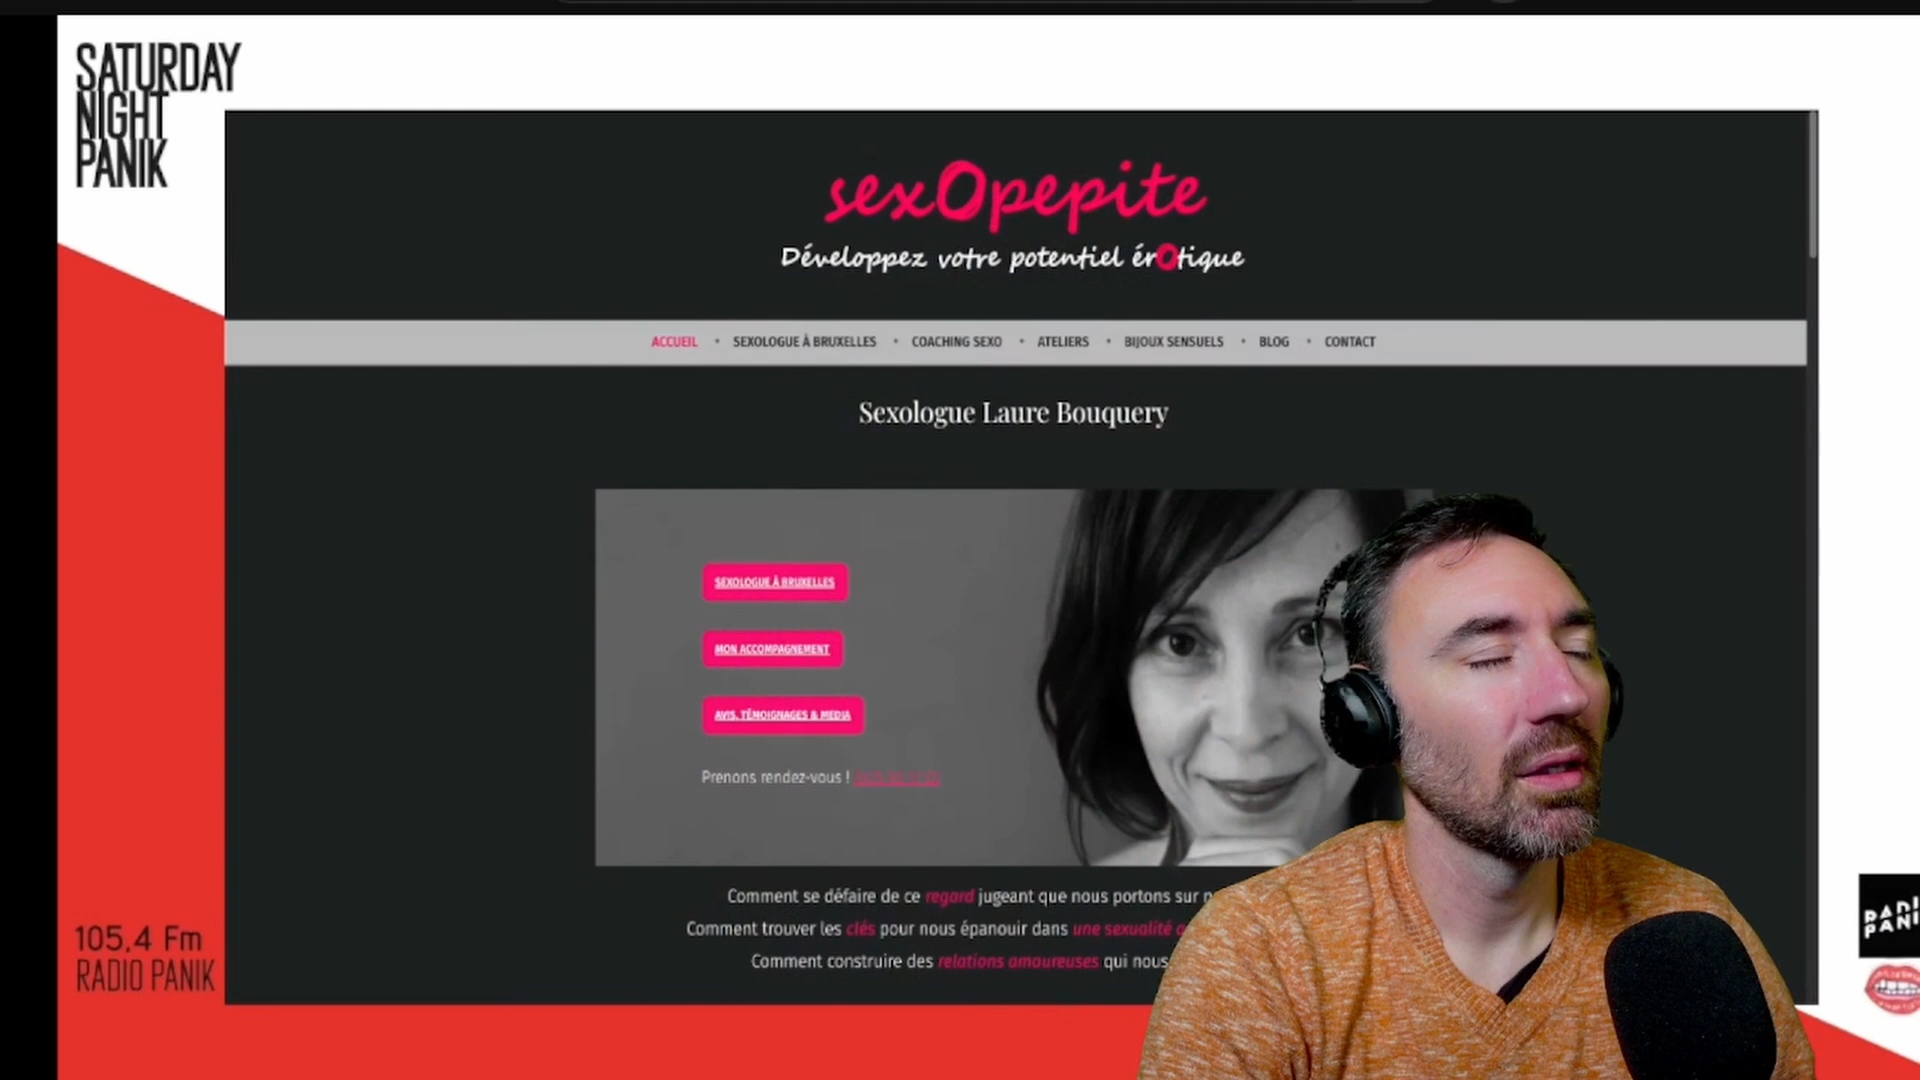 SATURDAY
NIGHT
PANIK
sexOpepite
Développez votre potentiel érOtique
ACCUEIL • SEXOLOGUE À BRUXELLES • COACHING SEXO • ATELIERS • BIJOUX SENSUELS • BLOG • CONTACT
Sexologue Laure Bouquery
SEXOLOGUE À BRUXELLES
MON ACCOMPAGNEMENT
AVIS, TÉMOIGNAGES & MEDIA
Prenons rendez-vous !
Comment se défaire de ce regard jugeant que nous portons sur
Comment trouver les clés pour nous épanouir dans une sexualité
Comment construire des relations amoureuses qui nous
105,4 Fm
RADIO PANIK
RADI
PANI